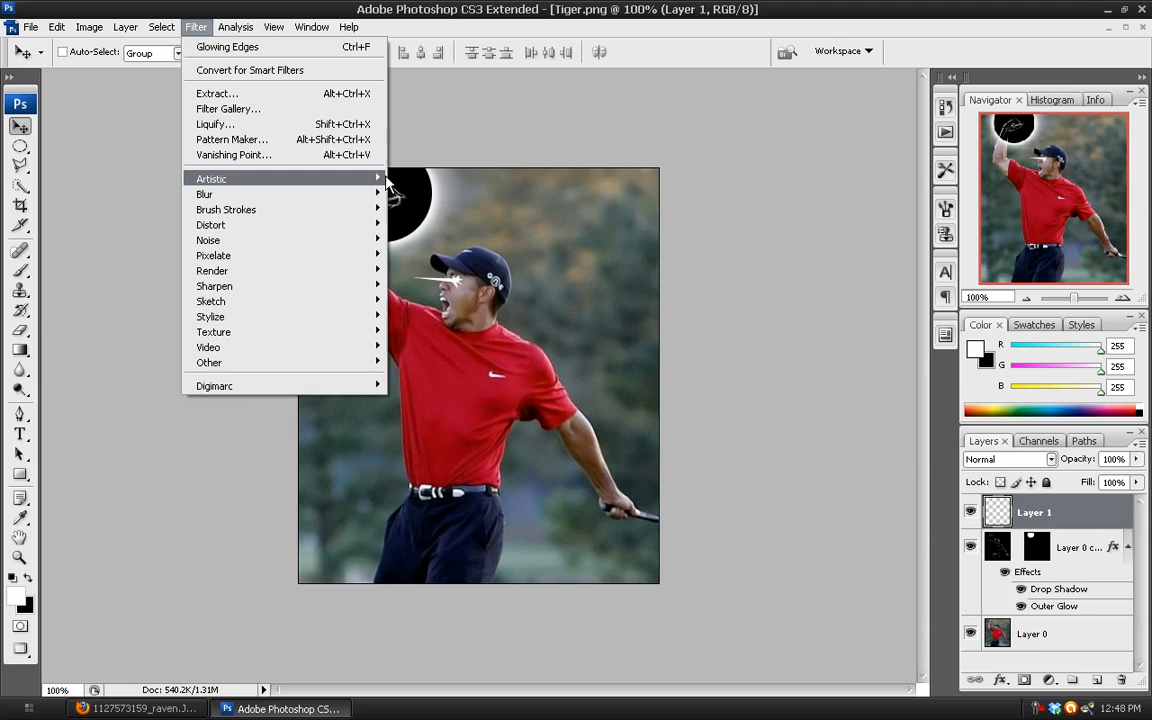 Adobe Photoshop CS3 Extended - [Tiger.png @ 100% (Layer 1, RGB/8)]
File Edit Image Layer Select Filter Analysis View Window Help
Auto-Select: Group Workspace
Glowing Edges Ctrl+F
Convert for Smart Filters
Extract... Alt+Ctrl+X
Filter Gallery...
Liquify... Shift+Ctrl+X
Pattern Maker... Alt+Shift+Ctrl+X
Vanishing Point... Alt+Ctrl+V
Artistic
Blur
Brush Strokes
Distort
Noise
Pixelate
Render
Sharpen
Sketch
Stylize
Texture
Video
Other
Digimarc
Ps
Navigator Histogram Info
100%
Color Swatches Styles
R 255
G 255
B 255
Layers Channels Paths
Normal Opacity: 100%
Lock: Fill: 100%
Layer 1
Layer 0 c... fx
Effects
Drop Shadow
Outer Glow
Layer 0
100% Doc: 540.2K/1.31M
1127573159_raven.J... Adobe Photoshop CS... 12:48 PM